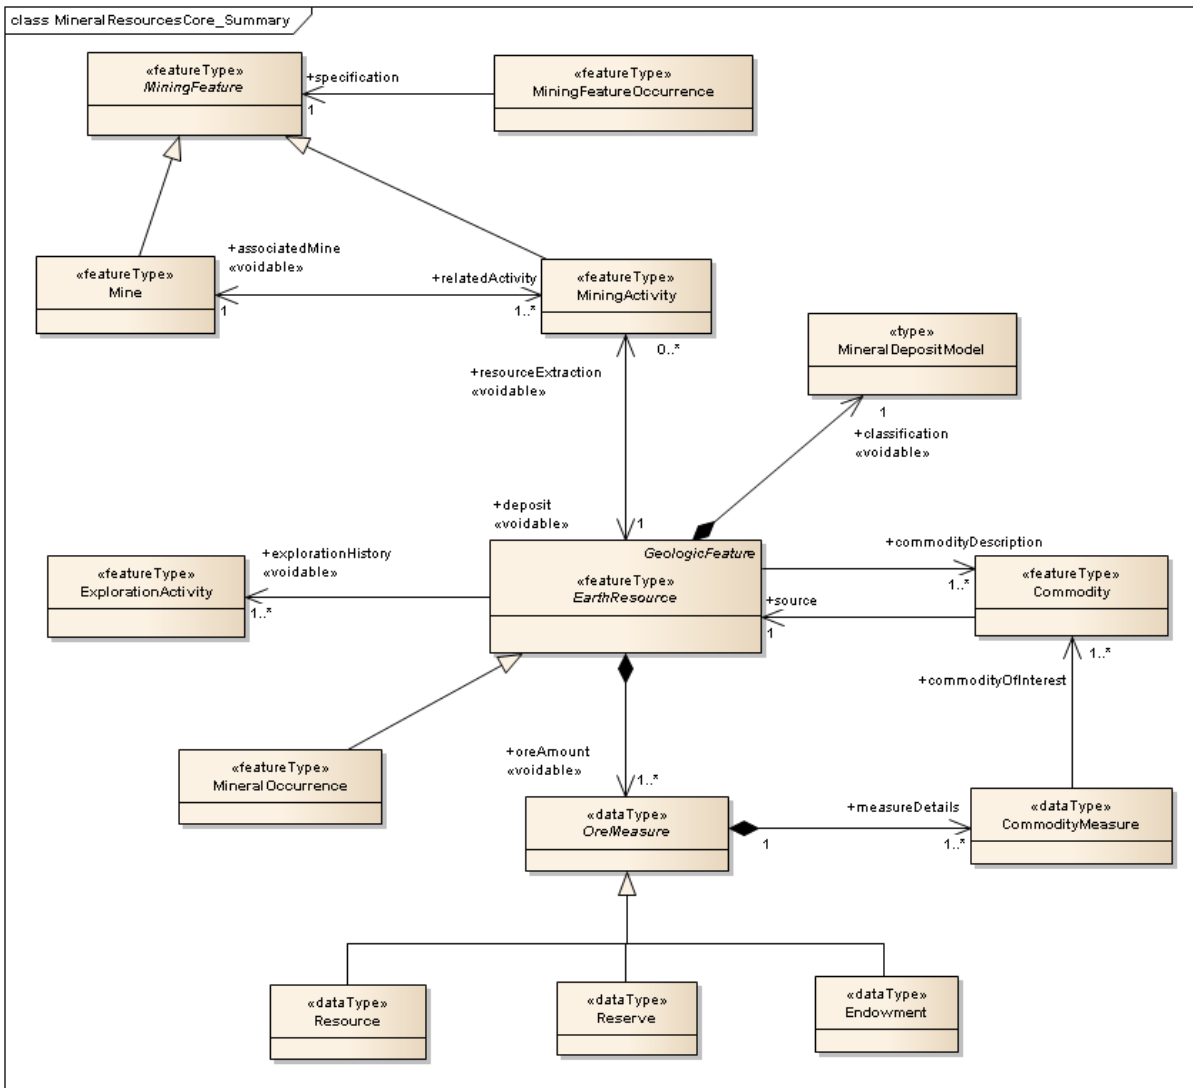 class MineralResourcesCore_Summary
«featureType»
MiningFeature
+specification
1
«featureType»
MiningFeatureOccurrence
«featureType»
Mine
+associatedMine
«voidable»
1
+relatedActivity
1..*
«featureType»
MiningActivity
0..*
+resourceExtraction
«voidable»
«type»
MineralDepositModel
1
+classification
«voidable»
+deposit
«voidable»
1
GeologicFeature
«featureType»
EarthResource
+explorationHistory
«voidable»
1..*
«featureType»
ExplorationActivity
+commodityDescription
1..*
+source
1
«featureType»
Commodity
1..*
+commodityOfInterest
«featureType»
MineralOccurrence
+oreAmount
«voidable»
1..*
«dataType»
OreMeasure
1
+measureDetails
1..*
«dataType»
CommodityMeasure
«dataType»
Resource
«dataType»
Reserve
«dataType»
Endowment